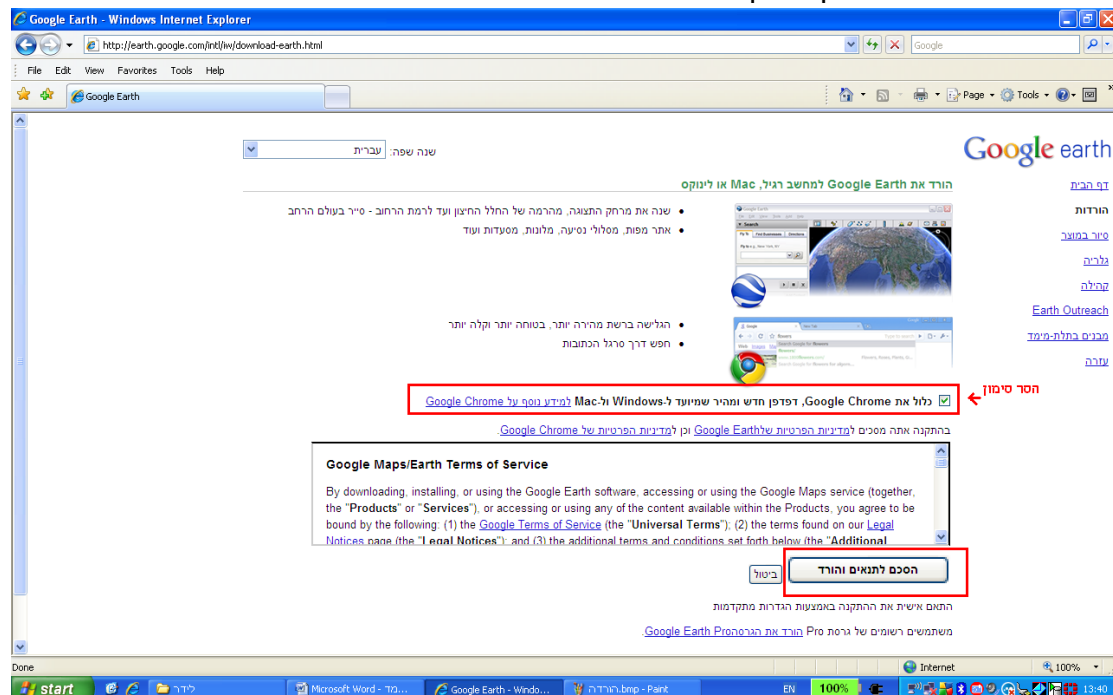 Google Earth - Windows Internet Explorer
http://earth.google.com/intl/iw/download-earth.html
Google
File Edit View Favorites Tools Help
Google Earth
Page Tools
Google earth
שנה שפה: עברית
דף הבית
הורדות
סיור במוצר
גלריה
קהילה
Earth Outreach
מבנים בתלת-מימד
עזרה
הורד את Google Earth למחשב רגיל, Mac או לינוקס
שנה את מרחק התצוגה, מהרמה של החלל החיצון ועד לרמת הרחוב - סייר בעולם הרחב
אתר מפות, מסלולי נסיעה, מלונות, מסעדות ועוד
הגלישה ברשת מהירה יותר, בטוחה יותר וקלה יותר
חפש דרך סרגל הכתובות
הסר סימון
כלול את Google Chrome, דפדפן חדש ומהיר שמיועד ל-Windows ול-Mac למידע נוסף על Google Chrome
בהתקנה אתה מסכים למדיניות הפרטיות שלGoogle Earth וכן למדיניות הפרטיות של Google Chrome.
Google Maps/Earth Terms of Service
By downloading, installing, or using the Google Earth software, accessing or using the Google Maps service (together,
the "Products" or "Services"), or accessing or using any of the content available within the Products, you agree to be
bound by the following: (1) the Google Terms of Service (the "Universal Terms"); (2) the terms found on our Legal
Notices page (the "Legal Notices"); and (3) the additional terms and conditions set forth below (the "Additional
הסכם לתנאים והורד
ביטול
התאם אישית את ההתקנה באמצעות הגדרות מתקדמות
משתמשים רשומים של גרסת Pro הורד את הגרסהGoogle Earth Pro.
Done
Internet
100%
start
לידר
Microsoft Word - מד...
Google Earth - Windo...
הורדה.bmp - Paint
EN
100%
13:40